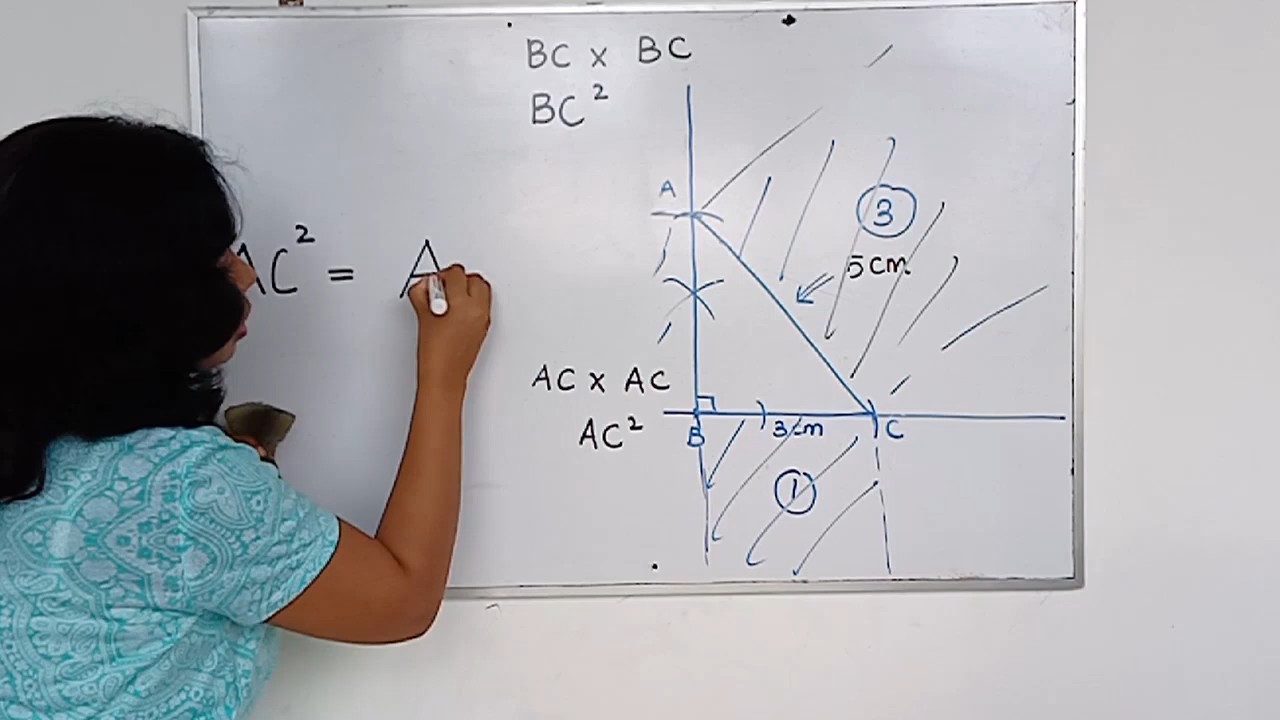 BC x BC
BC²
A
3
5cm
AC² = A
AC x AC
AC²
B
3cm
C
1